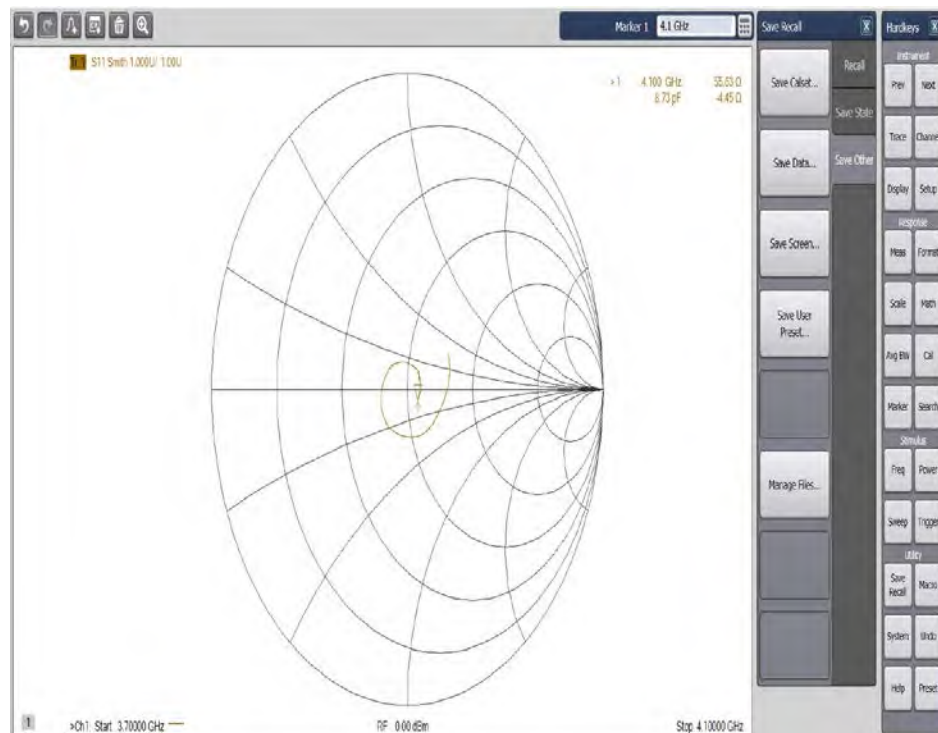 Marker 1 4.1 GHz
Save Recall X
Hardkeys X
Tr 1 S11 Smith 1.000U/ 1.00U
>1 4.100 GHz 55.63 Ω
8.73 pF -4.45 Ω
Save Calset...
Save Data...
Save Screen...
Save User
Preset...
Manage Files...
Recall
Save State
Save Other
Instrument
Prev Next
Trace Channel
Display Setup
Response
Meas Format
Scale Math
Avg BW Cal
Marker Search
Stimulus
Freq Power
Sweep Trigger
Utility
Save
Recall Macro
System Undo
Help Preset
1 >Ch1 Start 3.70000 GHz RF 0.00 dBm Stop 4.10000 GHz